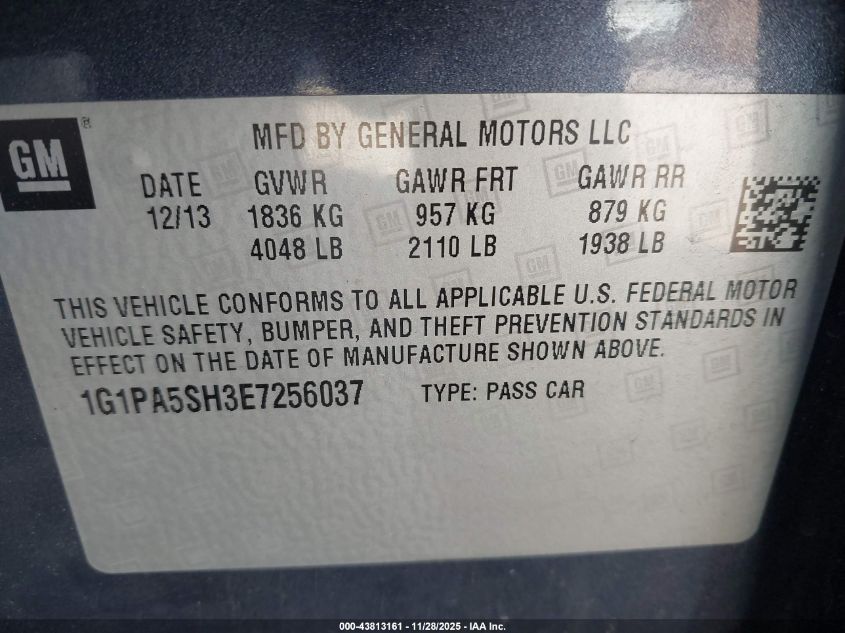 GM ®
MFD BY GENERAL MOTORS LLC
DATE GVWR GAWR FRT GAWR RR
12/13 1836 KG 957 KG 879 KG
4048 LB 2110 LB 1938 LB
THIS VEHICLE CONFORMS TO ALL APPLICABLE U.S. FEDERAL MOTOR
VEHICLE SAFETY, BUMPER, AND THEFT PREVENTION STANDARDS IN
EFFECT ON THE DATE OF MANUFACTURE SHOWN ABOVE.
1G1PA5SH3E7256037 TYPE: PASS CAR
000-43813161 - 11/28/2025 - IAA Inc.